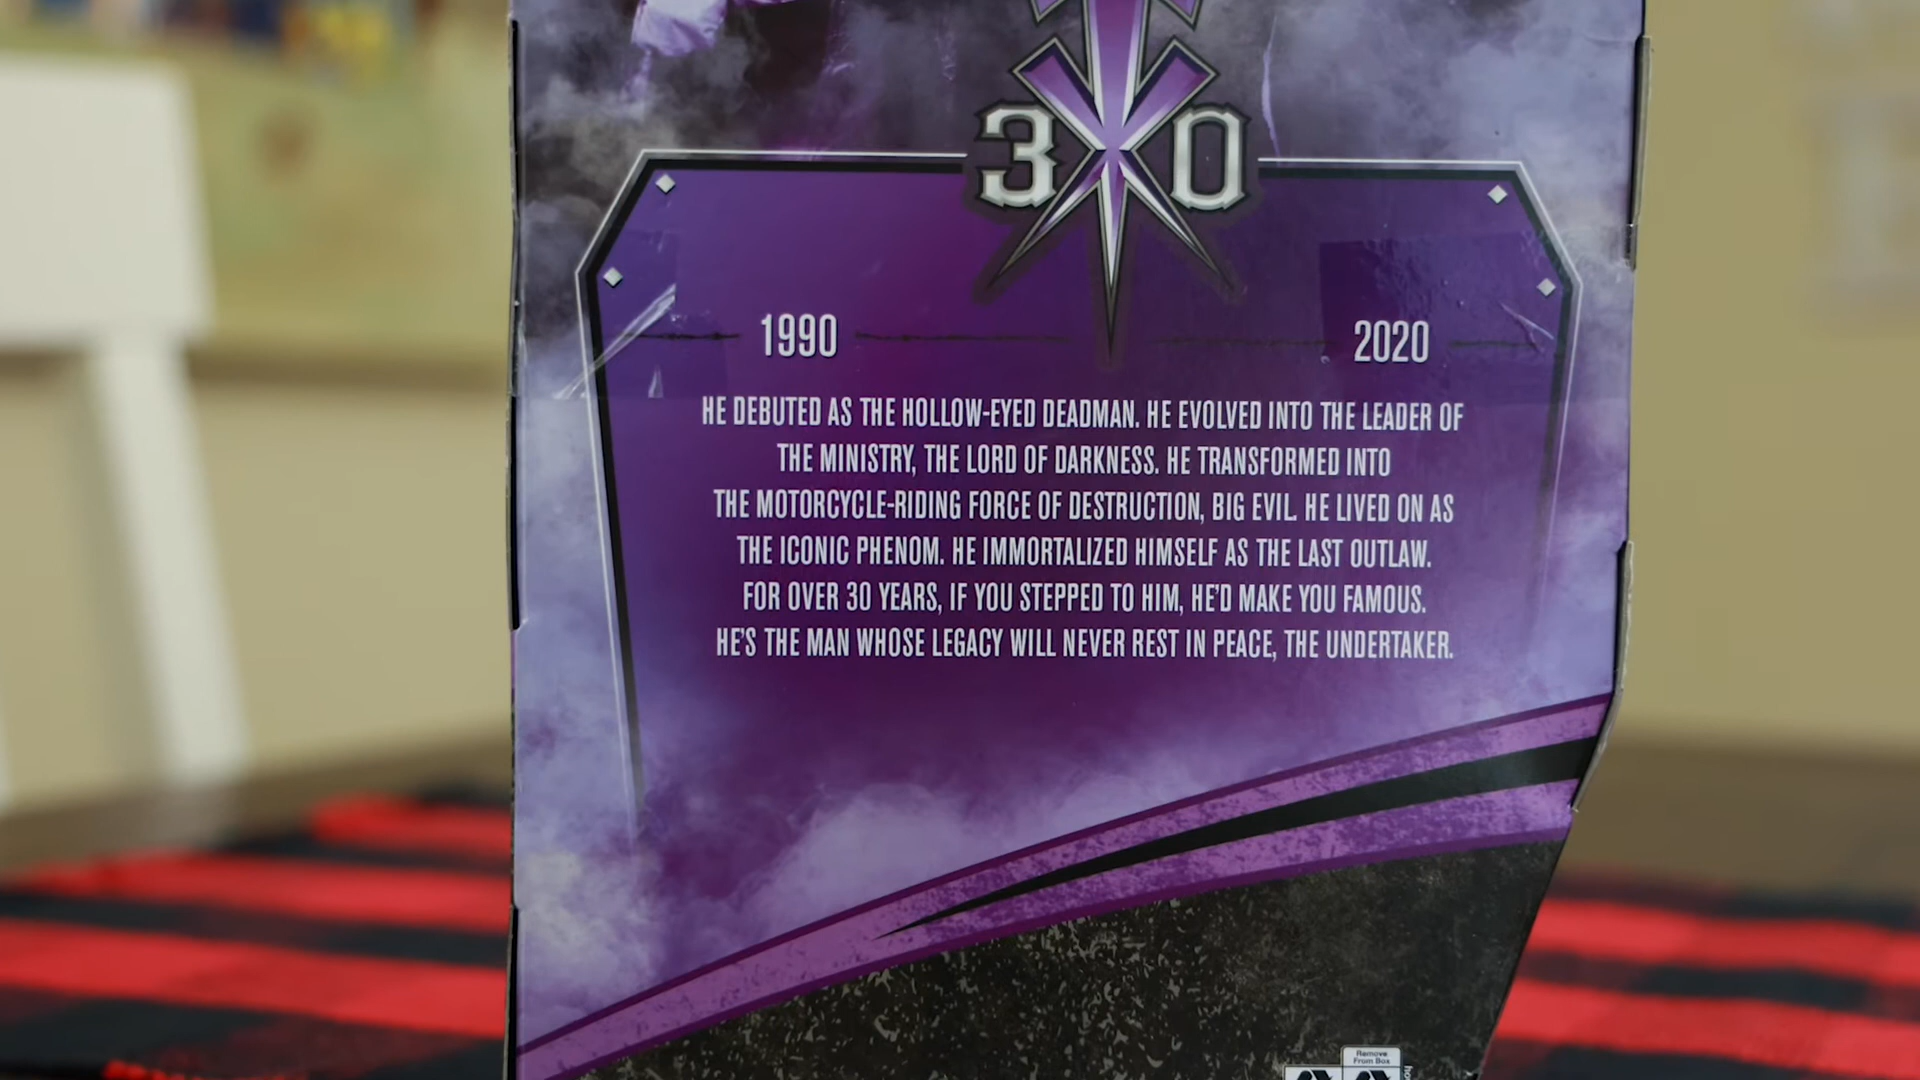 30
1990 2020
HE DEBUTED AS THE HOLLOW-EYED DEADMAN. HE EVOLVED INTO THE LEADER OF
THE MINISTRY, THE LORD OF DARKNESS. HE TRANSFORMED INTO
THE MOTORCYCLE-RIDING FORCE OF DESTRUCTION, BIG EVIL. HE LIVED ON AS
THE ICONIC PHENOM. HE IMMORTALIZED HIMSELF AS THE LAST OUTLAW.
FOR OVER 30 YEARS, IF YOU STEPPED TO HIM, HE'D MAKE YOU FAMOUS.
HE'S THE MAN WHOSE LEGACY WILL NEVER REST IN PEACE, THE UNDERTAKER.
Remove
From Box